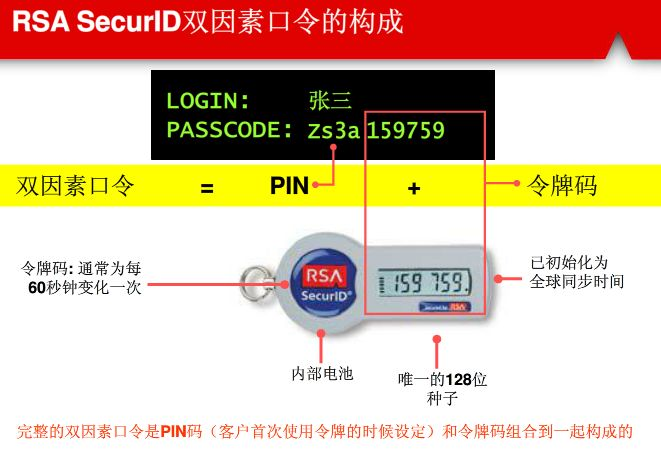 RSA SecurID双因素口令的构成
LOGIN: 张三
PASSCODE: Zs3a159759
双因素口令 = PIN + 令牌码
令牌码: 通常为每
60秒钟变化一次
RSA
SecurID®
159 759.
已初始化为
全球同步时间
内部电池
唯一的128位
种子
完整的双因素口令是PIN码（客户首次使用令牌的时候设定）和令牌码组合到一起构成的